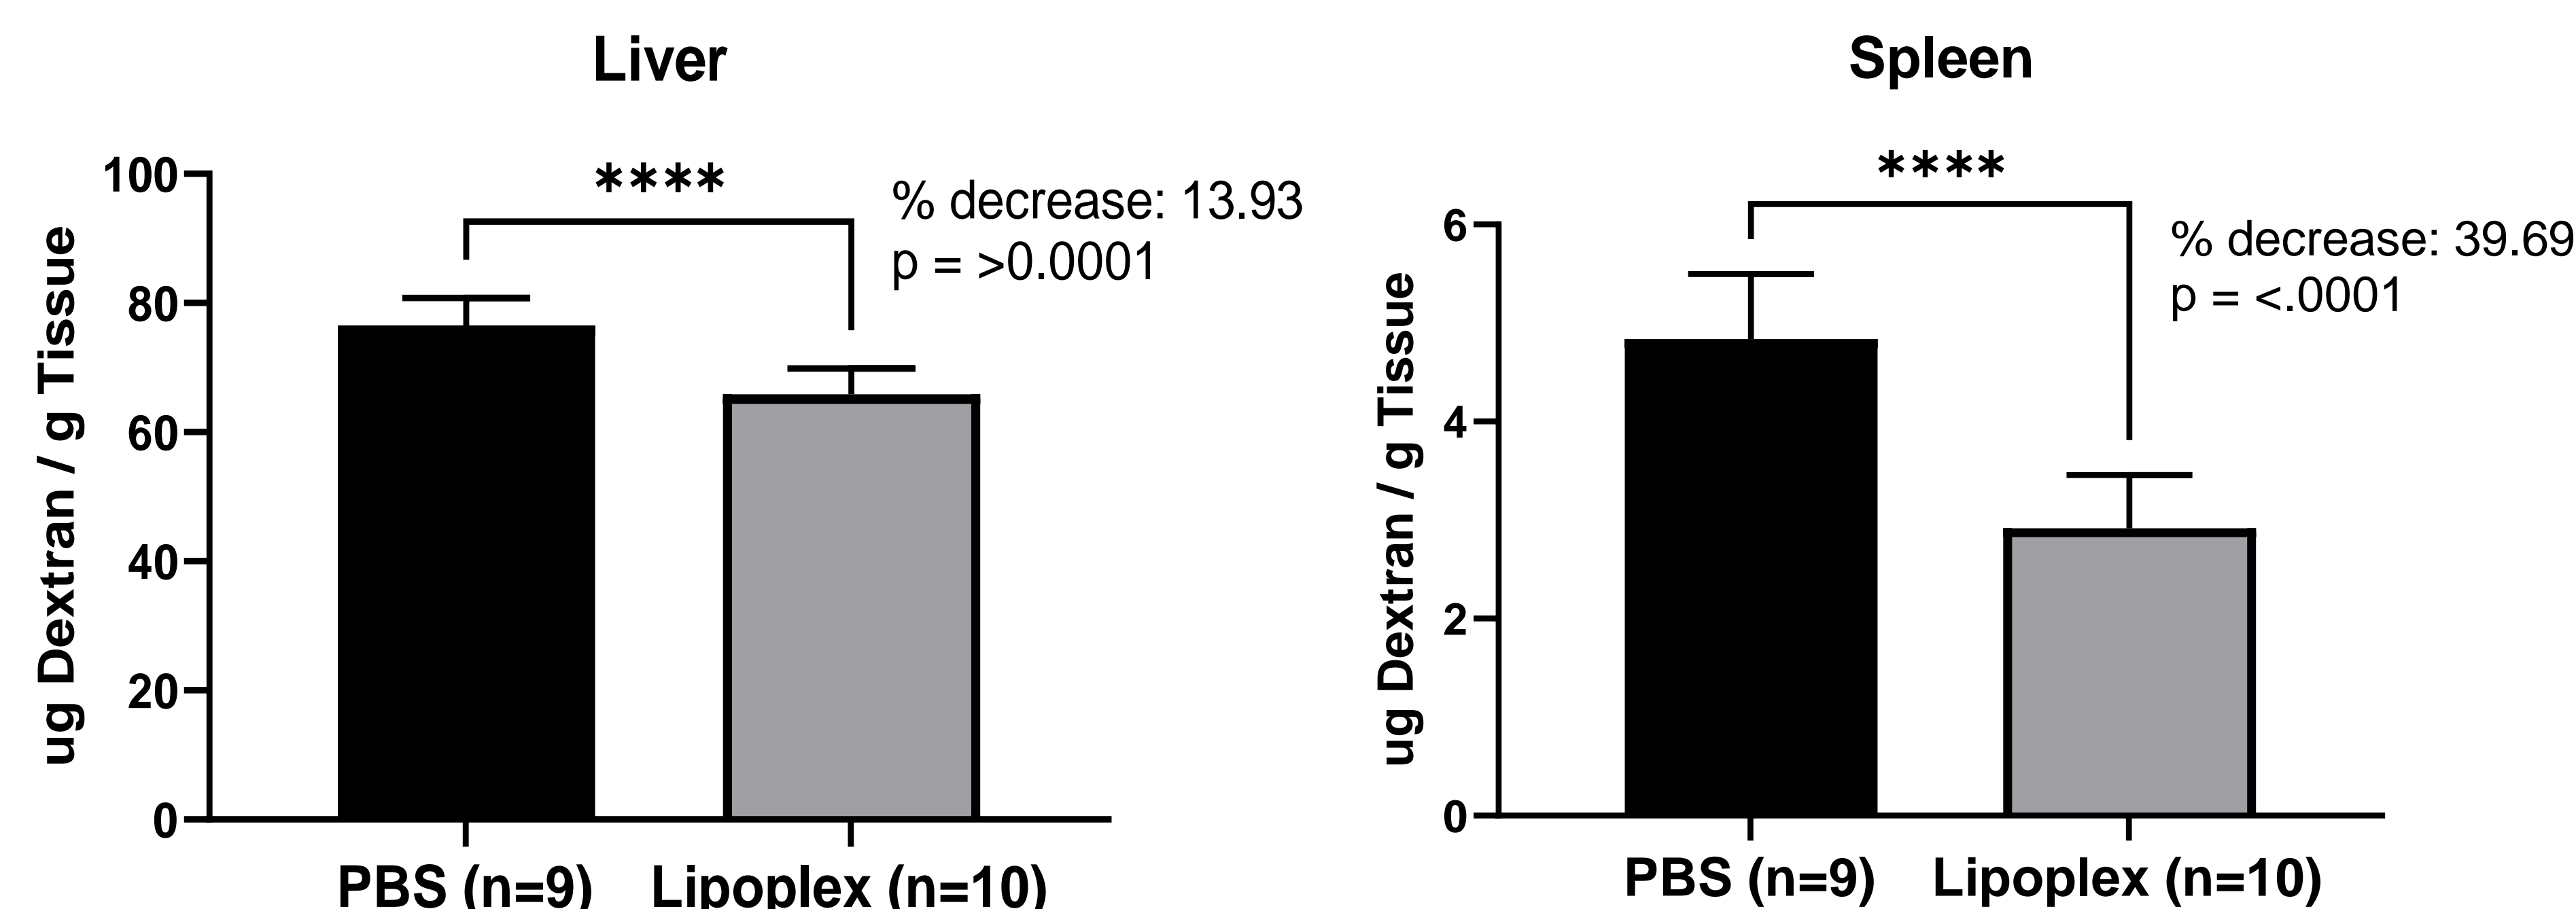 Liver
****
% decrease: 13.93
p = >0.0001
100
80
60
40
20
0
ug Dextran / g Tissue
PBS (n=9)
Lipoplex (n=10)
Spleen
****
% decrease: 39.69
p = <.0001
6
4
2
0
ug Dextran / g Tissue
PBS (n=9)
Lipoplex (n=10)